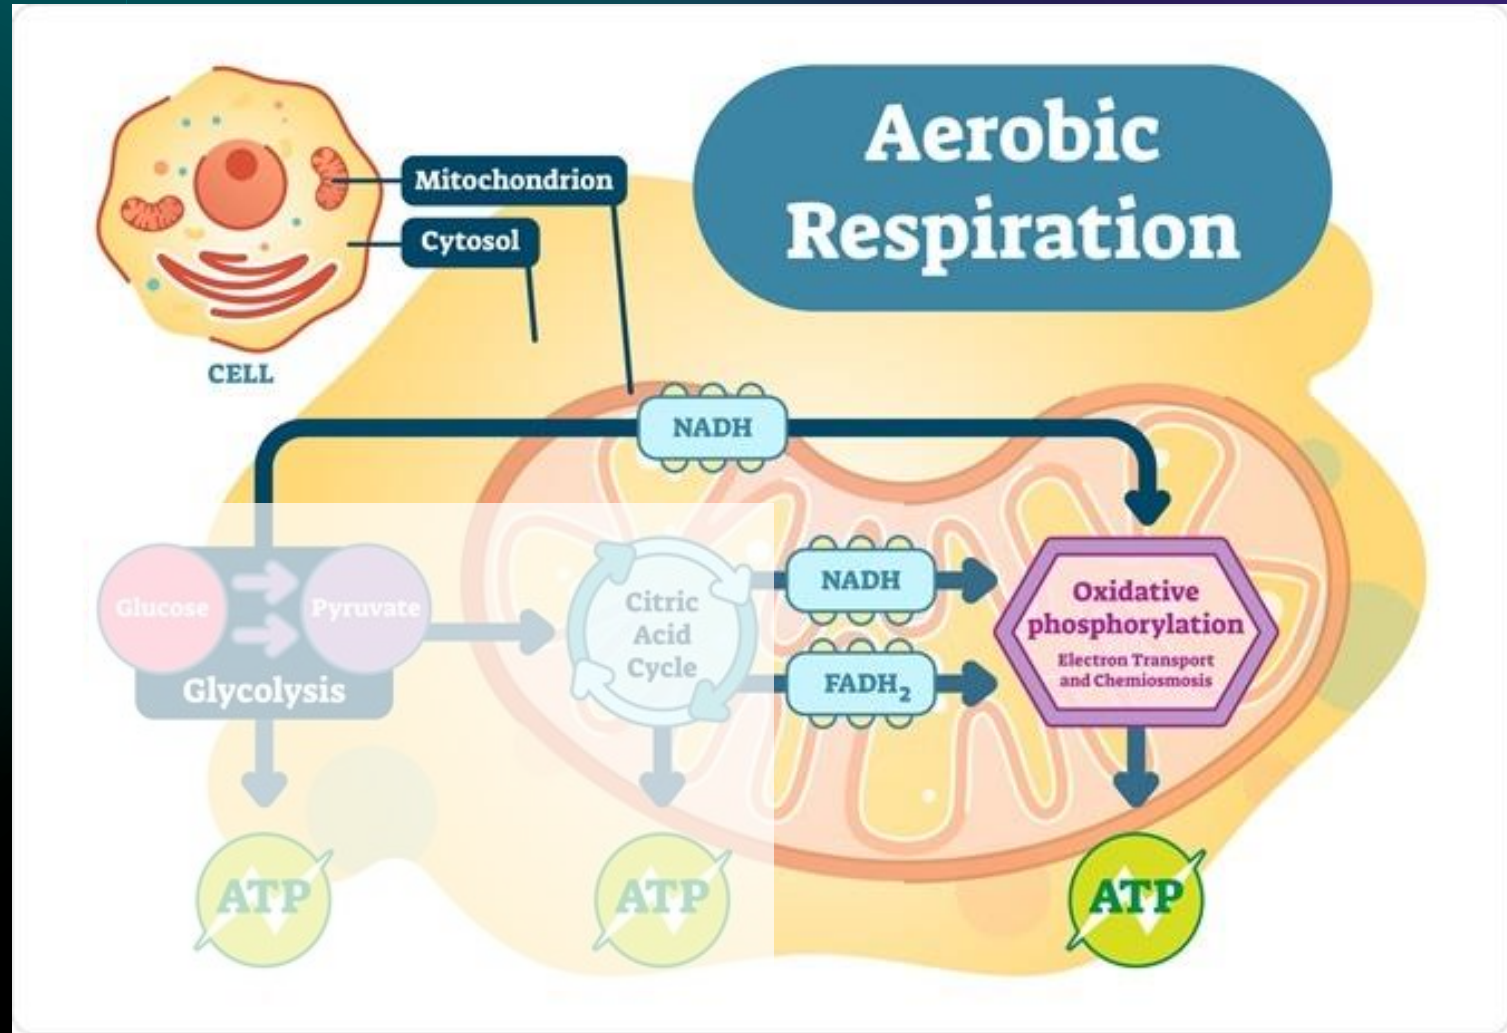 Aerobic
Respiration
Mitochondrion
Cytosol
CELL
NADH
Glucose
Pyruvate
Glycolysis
Citric
Acid
Cycle
NADH
FADH₂
Oxidative
phosphorylation
Electron Transport
and Chemiosmosis
ATP
ATP
ATP